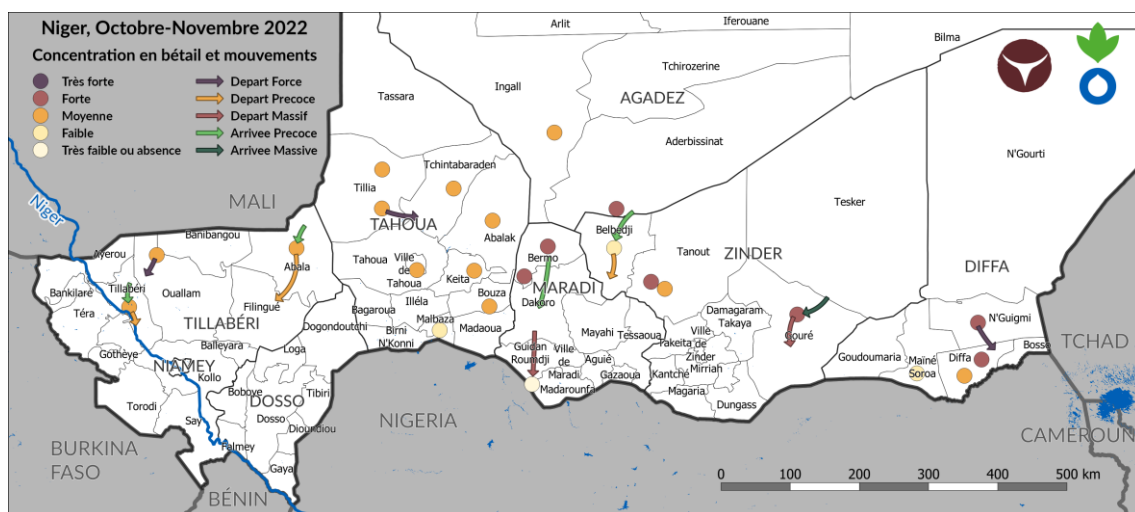 Niger, Octobre-Novembre 2022
Concentration en bétail et mouvements
Très forte
Forte
Moyenne
Faible
Très faible ou absence
Depart Force
Depart Precoce
Depart Massif
Arrivee Precoce
Arrivee Massive
Arlit
Iferouane
Bilma
Tchirozerine
Ingall
Tassara
AGADEZ
Aderbissinat
N'Gourti
Tchintabaraden
Tillia
MALI
Niger
Tesker
TAHOUA
Abalak
Belbedji
Tanout
ZINDER
Banibangou
Ayerou
Abala
Tahoua
Ville de
Tahoua
Keita
Bermo
DIFFA
Bankilaré
Tillabéri
Ouallam
Filingué
MARADI
Dakoro
Téra
TILLABÉRI
Bagaroua
Illéla
Bouza
Malbaza
Madaoua
Birni
N'Konni
Dogondoutchi
Mayahi
Tessaoua
Damagaram
Takaya
Gouré
N'Guigmi
Bosso
TCHAD
Gothèye
Balleyara
Loga
Guidan
Roumdji
Ville
de
Maradi
Aguié
Gazaoua
Madarounfa
Takeita
Ville
de
Zinder
Mirriah
Kantché
Magaria
Dungass
Goudoumaria
Maïné
Soroa
Diffa
NIAMEY
Kollo
Torodi
Say
Boboye
DOSSO
Tibiri
Dosso
Dioundiou
Falmey
Gaya
NIGERIA
BURKINA
FASO
BÉNIN
CAMEROUN
0 100 200 300 400 500 km